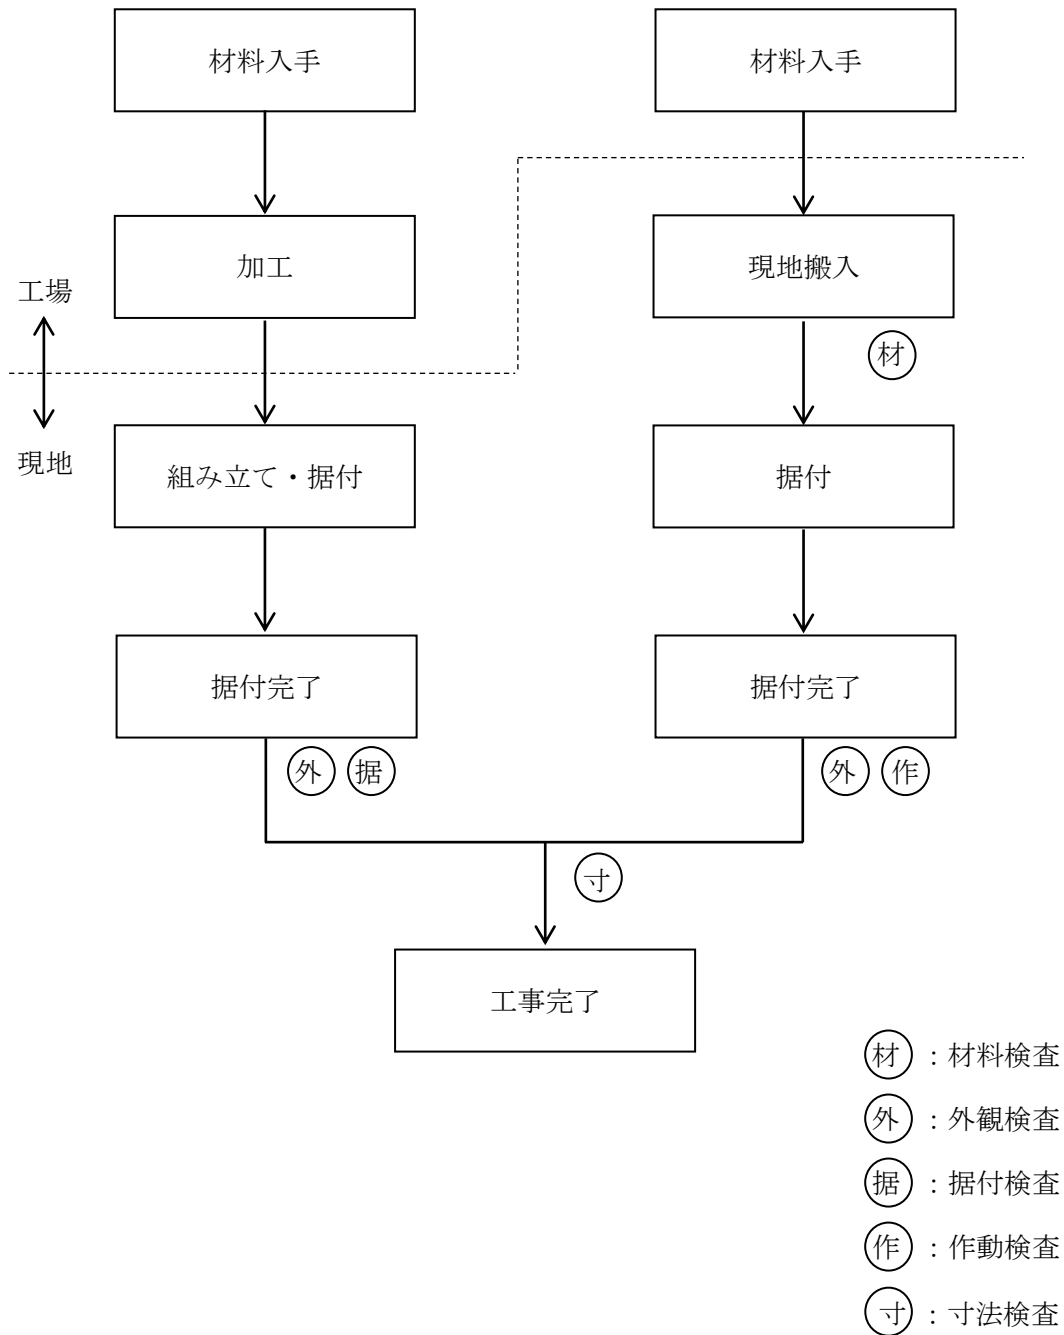 材料入手
材料入手
加工
現地搬入
工場
材
現地
組み立て・据付
据付
据付完了
据付完了
外 据
外 作
寸
工事完了
材：材料検査
外：外観検査
据：据付検査
作：作動検査
寸：寸法検査